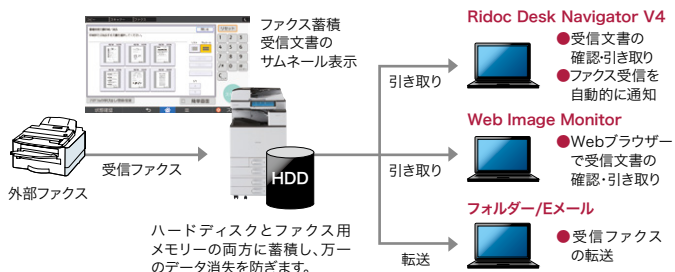 ファクス蓄積
受信文書の
サムネール表示
外部ファクス
受信ファクス
HDD
ハードディスクとファクス用
メモリーの両方に蓄積し、万一
のデータ消失を防ぎます。
引き取り
Ridoc Desk Navigator V4
●受信文書の
確認・引き取り
●ファクス受信を
自動的に通知
引き取り
Web Image Monitor
●Webブラウザー
で受信文書の
確認・引き取り
転送
フォルダー/Eメール
●受信ファクス
の転送